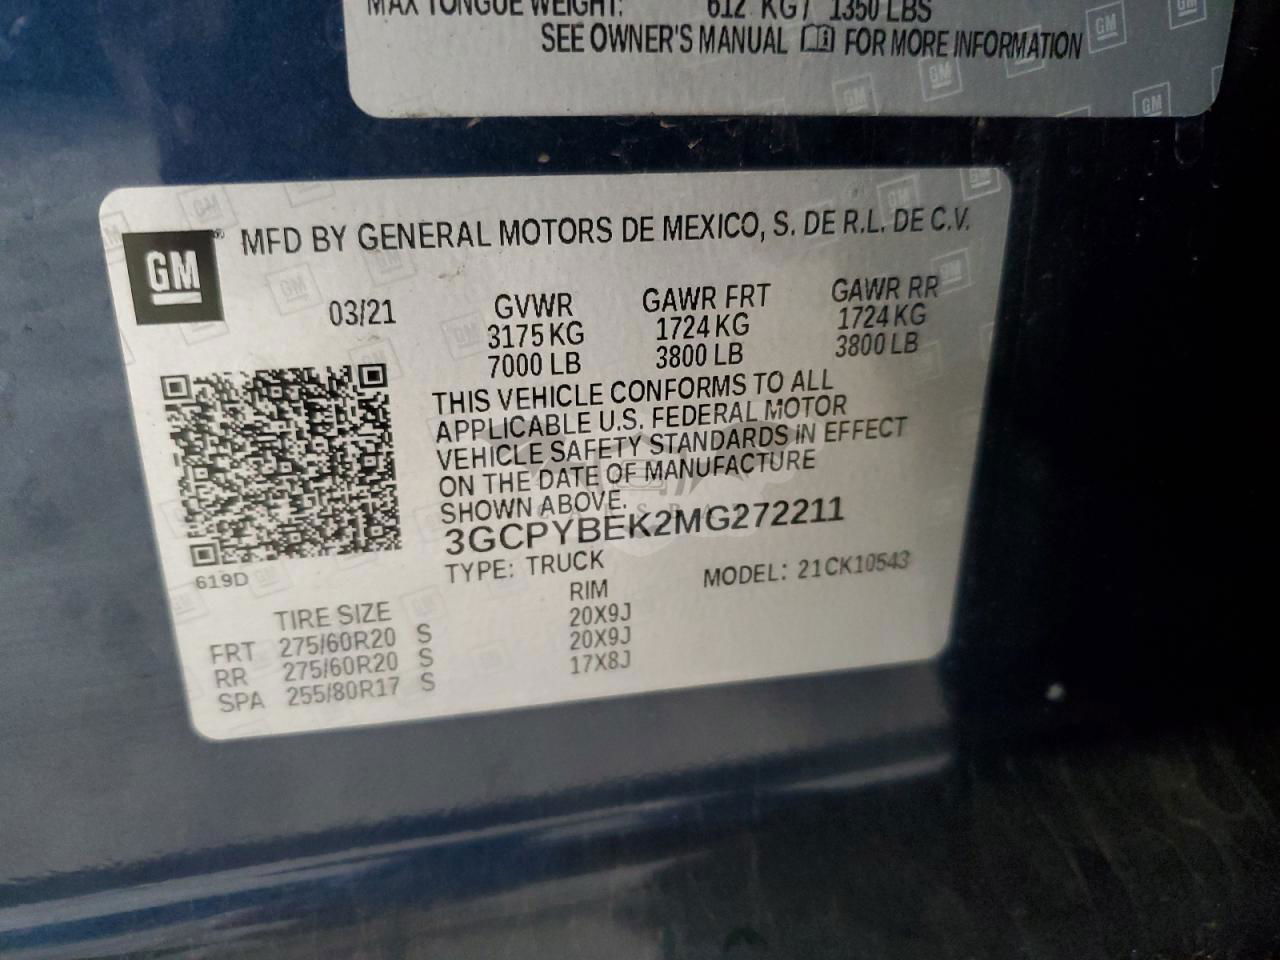 MAX TONGUE WEIGHT: 612 KG / 1350 LBS
SEE OWNER'S MANUAL FOR MORE INFORMATION
GM
MFD BY GENERAL MOTORS DE MEXICO, S. DE R.L. DE C.V.
03/21 GVWR GAWR FRT GAWR RR
3175 KG 1724 KG 1724 KG
7000 LB 3800 LB 3800 LB
THIS VEHICLE CONFORMS TO ALL
APPLICABLE U.S. FEDERAL MOTOR
VEHICLE SAFETY STANDARDS IN EFFECT
ON THE DATE OF MANUFACTURE
SHOWN ABOVE.
3GCPYBEK2MG272211
619D
TYPE: TRUCK MODEL: 21CK10543
TIRE SIZE RIM
FRT 275/60R20 S 20X9J
RR 275/60R20 S 20X9J
SPA 255/80R17 S 17X8J